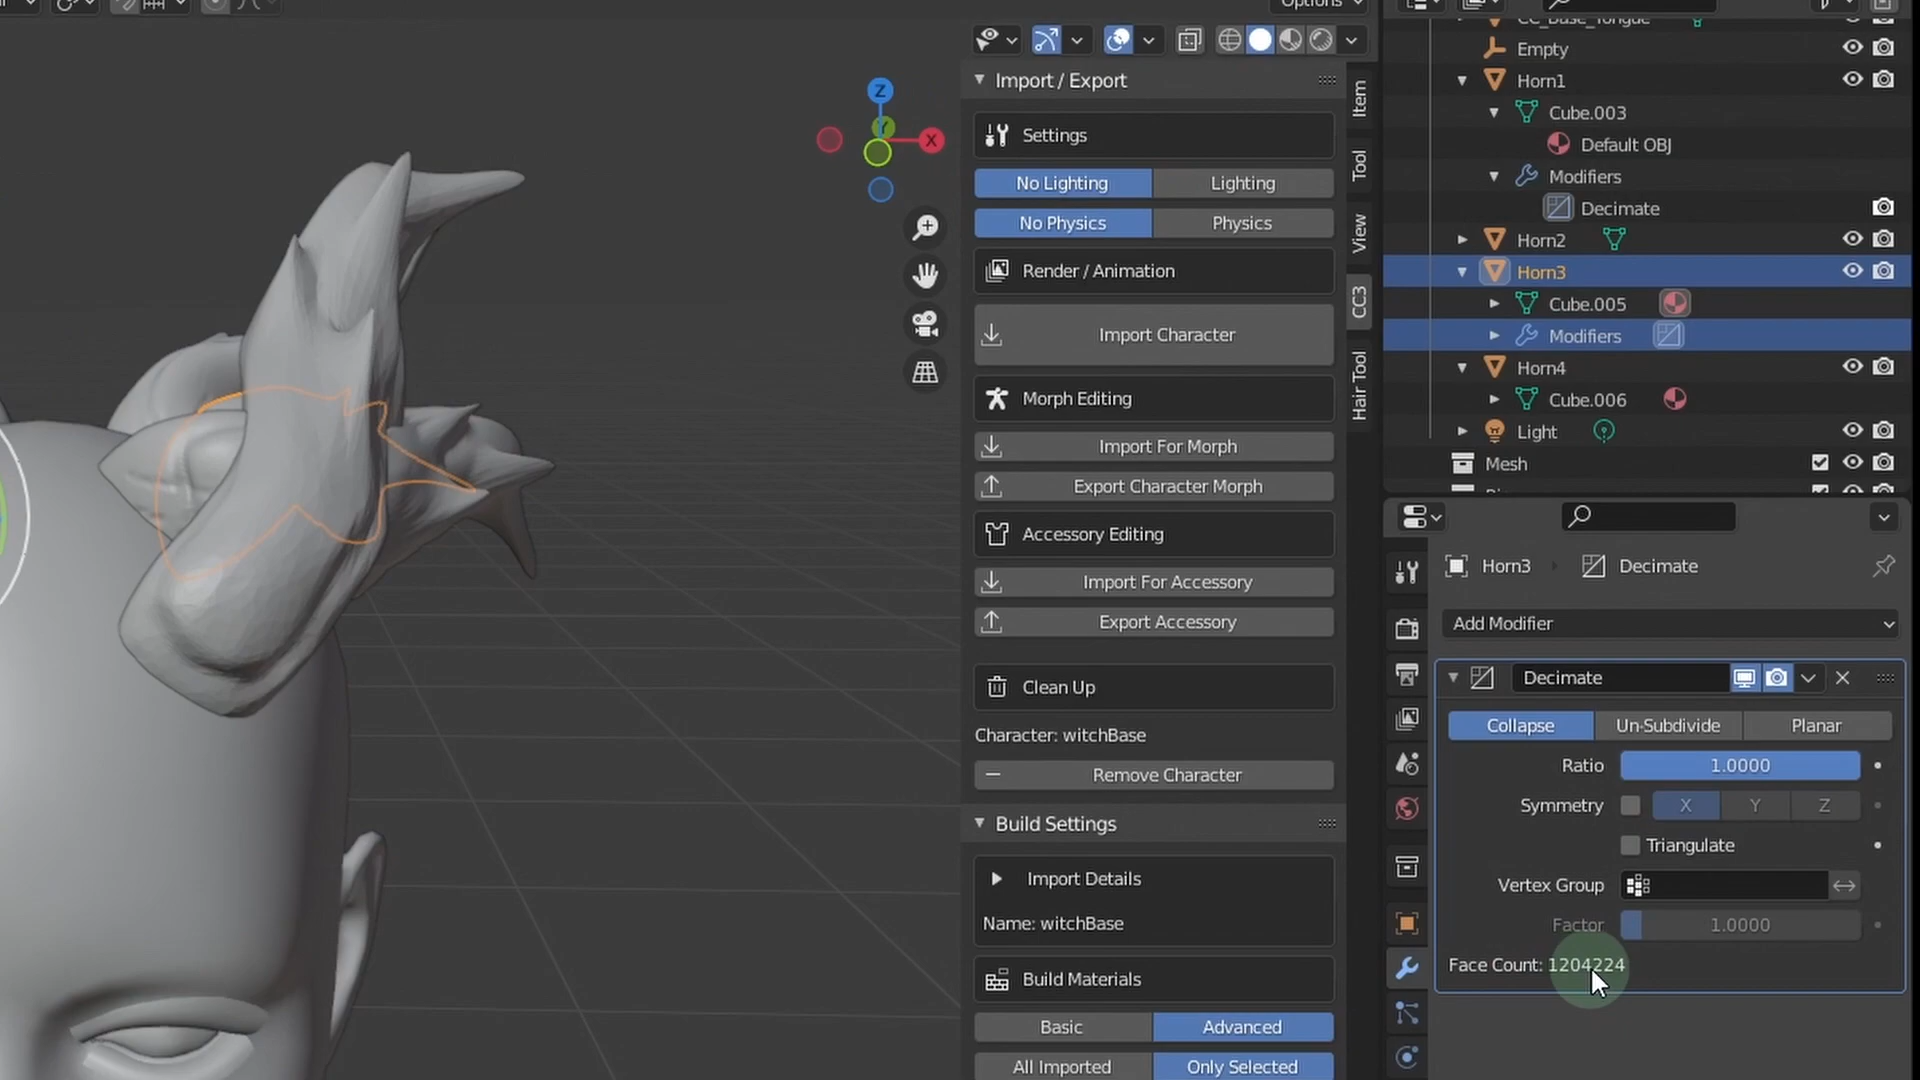 Options
Import / Export
Settings
No Lighting
Lighting
No Physics
Physics
Render / Animation
Import Character
Morph Editing
Import For Morph
Export Character Morph
Accessory Editing
Import For Accessory
Export Accessory
Clean Up
Character: witchBase
Remove Character
Build Settings
Import Details
Name: witchBase
Build Materials
Basic
Advanced
All Imported
Only Selected
Item
Tool
View
CC3
Hair Tool
Z
Y
X
CC_Base_Tongue
Empty
Horn1
Cube.003
Default OBJ
Modifiers
Decimate
Horn2
Horn3
Cube.005
Modifiers
Horn4
Cube.006
Light
Mesh
Horn3
Decimate
Add Modifier
Decimate
Collapse
Un-Subdivide
Planar
Ratio
1.0000
Symmetry
X
Y
Z
Triangulate
Vertex Group
Factor
1.0000
Face Count: 1204224